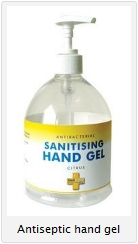 ANTIBACTERIAL
SANITISING
HAND GEL
CITRUS
Antiseptic hand gel